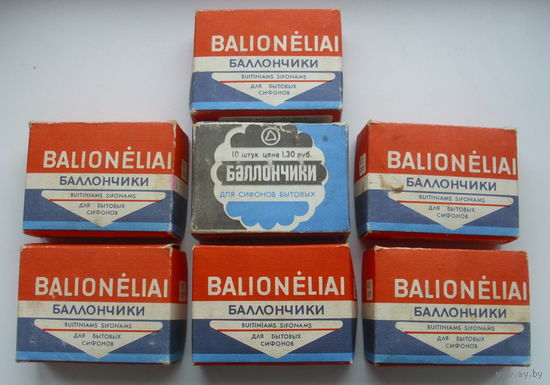 BALIONĖLIAI
БАЛЛОНЧИКИ
BUITINIAMS SIFONAMS
ДЛЯ БЫТОВЫХ
СИФОНОВ
BALIONĖLIAI
БАЛЛОНЧИКИ
BUITINIAMS SIFONAMS
ДЛЯ БЫТОВЫХ
СИФОНОВ
10 штук цена 1,30 руб.
БАЛЛОНЧИКИ
ДЛЯ СИФОНОВ БЫТОВЫХ
BALIONĖLIAI
БАЛЛОНЧИКИ
BUITINIAMS SIFONAMS
ДЛЯ БЫТОВЫХ
СИФОНОВ
BALIONĖLIAI
БАЛЛОНЧИКИ
BUITINIAMS SIFONAMS
ДЛЯ БЫТОВЫХ
СИФОНОВ
BALIONĖLIAI
БАЛЛОНЧИКИ
BUITINIAMS SIFONAMS
ДЛЯ БЫТОВЫХ
СИФОНОВ
BALIONĖLIAI
БАЛЛОНЧИКИ
BUITINIAMS SIFONAMS
ДЛЯ БЫТОВЫХ
СИФОНОВ